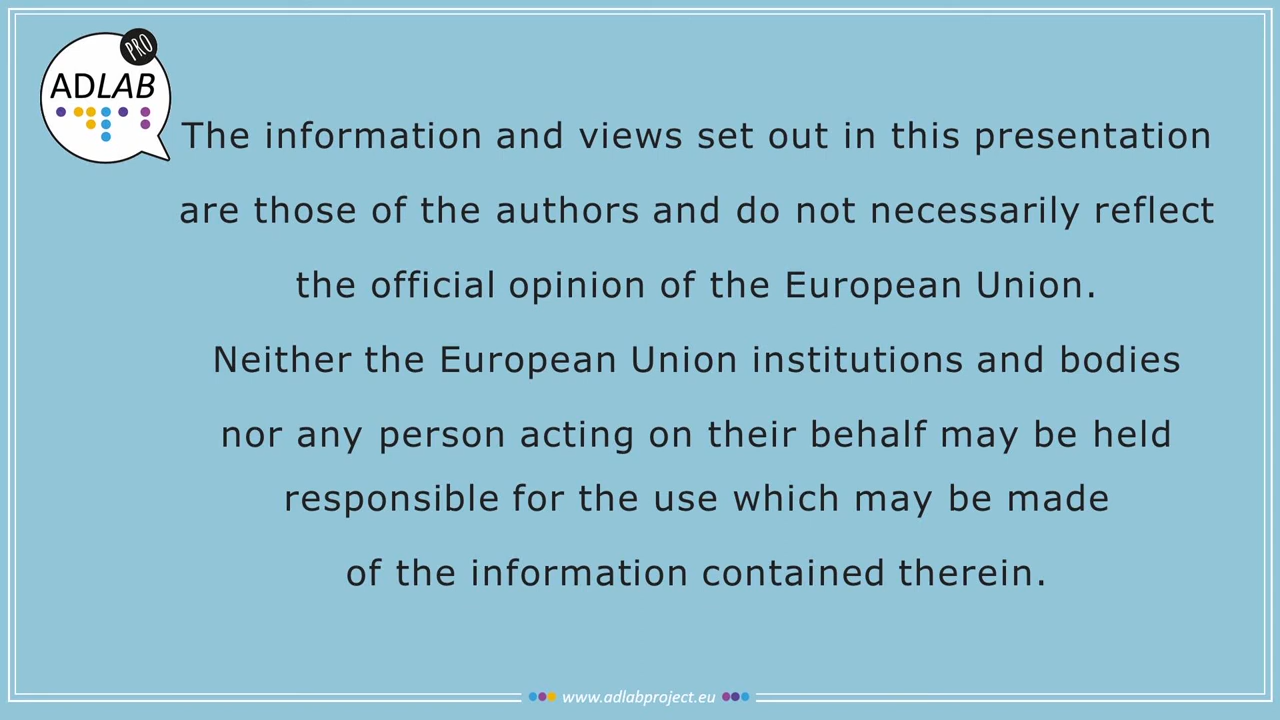 PRO
ADLAB
The information and views set out in this presentation
are those of the authors and do not necessarily reflect
the official opinion of the European Union.
Neither the European Union institutions and bodies
nor any person acting on their behalf may be held
responsible for the use which may be made
of the information contained therein.
www.adlabproject.eu